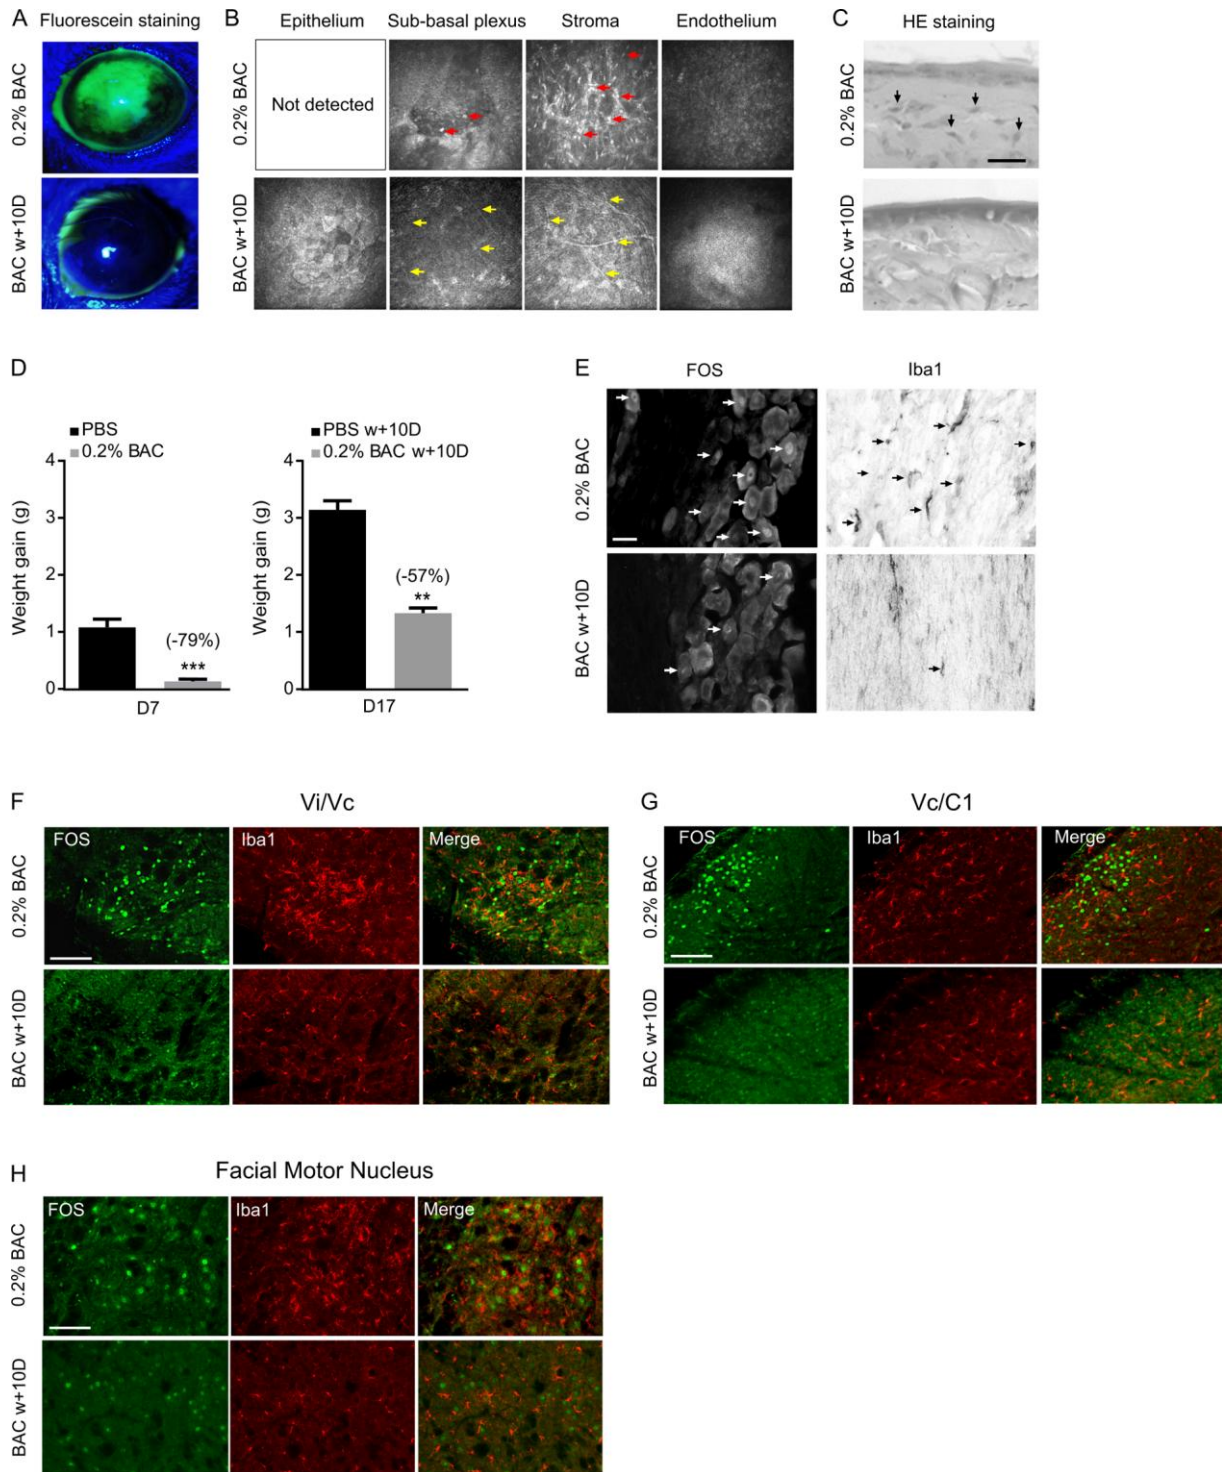 A Fluorescein staining
0.2% BAC
BAC w+10D
B
Epithelium Sub-basal plexus Stroma Endothelium
0.2% BAC
Not detected
BAC w+10D
C
HE staining
0.2% BAC
BAC w+10D
D
PBS
0.2% BAC
Weight gain (g)
4
3
2
1
0
(-79%)
***
D7
PBS w+10D
0.2% BAC w+10D
Weight gain (g)
4
3
2
1
0
(-57%)
**
D17
E
FOS Iba1
0.2% BAC
BAC w+10D
F
Vi/Vc
FOS Iba1 Merge
0.2% BAC
BAC w+10D
G
Vc/C1
FOS Iba1 Merge
0.2% BAC
BAC w+10D
H
Facial Motor Nucleus
FOS Iba1 Merge
0.2% BAC
BAC w+10D